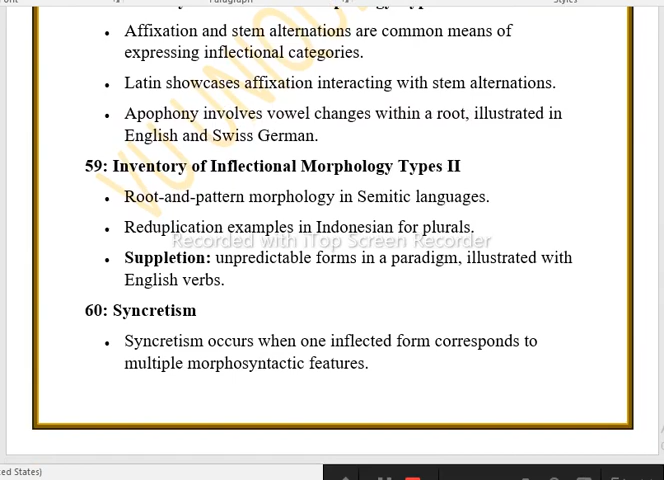 Paragraph
Styles
• Affixation and stem alternations are common means of
expressing inflectional categories.
• Latin showcases affixation interacting with stem alternations.
• Apophony involves vowel changes within a root, illustrated in
English and Swiss German.
59: Inventory of Inflectional Morphology Types II
• Root-and-pattern morphology in Semitic languages.
• Reduplication examples in Indonesian for plurals.
Recorded with iTop Screen Recorder
• Suppletion: unpredictable forms in a paradigm, illustrated with
English verbs.
60: Syncretism
• Syncretism occurs when one inflected form corresponds to
multiple morphosyntactic features.
ed States)